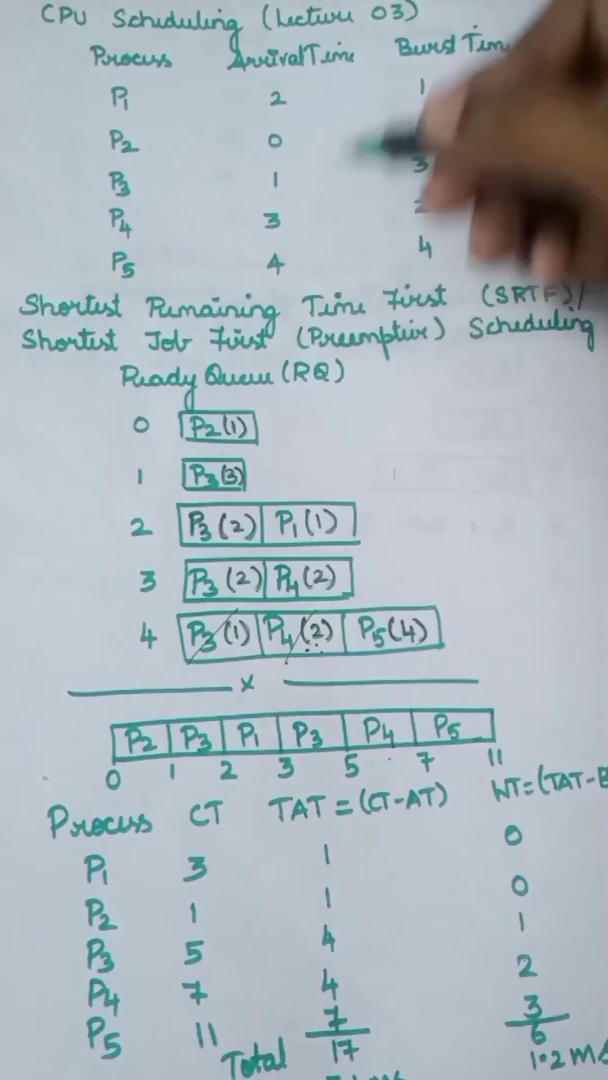 CPU Scheduling (Lecture 03)
Process Arrival Time Burst Tim
P1 2 1
P2 0
P3 1 3
P4 3 2
P5 4 4
Shortest Remaining Time First (SRTF)/
Shortest Job First (Preemptive) Scheduling
Ready Queue (RQ)
0 P2(1)
1 P3(3)
2 P3(2) P1(1)
3 P3(2) P4(2)
4 P3(1) P4(2) P5(4)
x
P2 P3 P1 P3 P4 P5
0 1 2 3 5 7 11
Process CT TAT=(CT-AT) WT=(TAT-B
P1 3 1 0
P2 1 1 0
P3 5 4 1
P4 7 4 2
P5 11 7 3
Total 17 6
1.2 ms